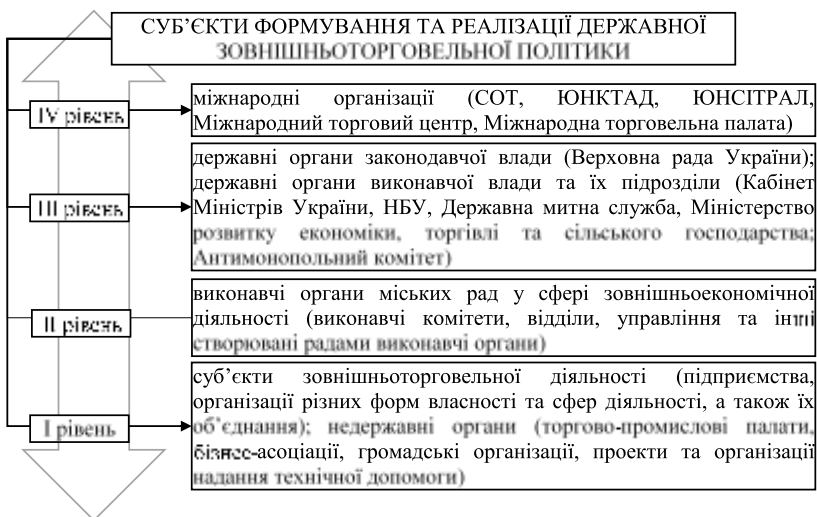 СУБ’ЄКТИ ФОРМУВАННЯ ТА РЕАЛІЗАЦІЇ ДЕРЖАВНОЇ
ЗОВНІШНЬОТОРГОВЕЛЬНОЇ ПОЛІТИКИ
IV рівень
міжнародні організації (СОТ, ЮНКТАД, ЮНСІТРАЛ,
Міжнародний торговий центр, Міжнародна торговельна палата)
III рівень
державні органи законодавчої влади (Верховна рада України);
державні органи виконавчої влади та їх підрозділи (Кабінет
Міністрів України, НБУ, Державна митна служба, Міністерство
розвитку економіки, торгівлі та сільського господарства;
Антимонопольний комітет)
II рівень
виконавчі органи міських рад у сфері зовнішньоекономічної
діяльності (виконавчі комітети, відділи, управління та інші
створювані радами виконавчі органи)
I рівень
суб’єкти зовнішньоторговельної діяльності (підприємства,
організації різних форм власності та сфер діяльності, а також їх
об’єднання); недержавні органи (торгово-промислові палати,
бізнес-асоціації, громадські організації, проекти та організації
надання технічної допомоги)